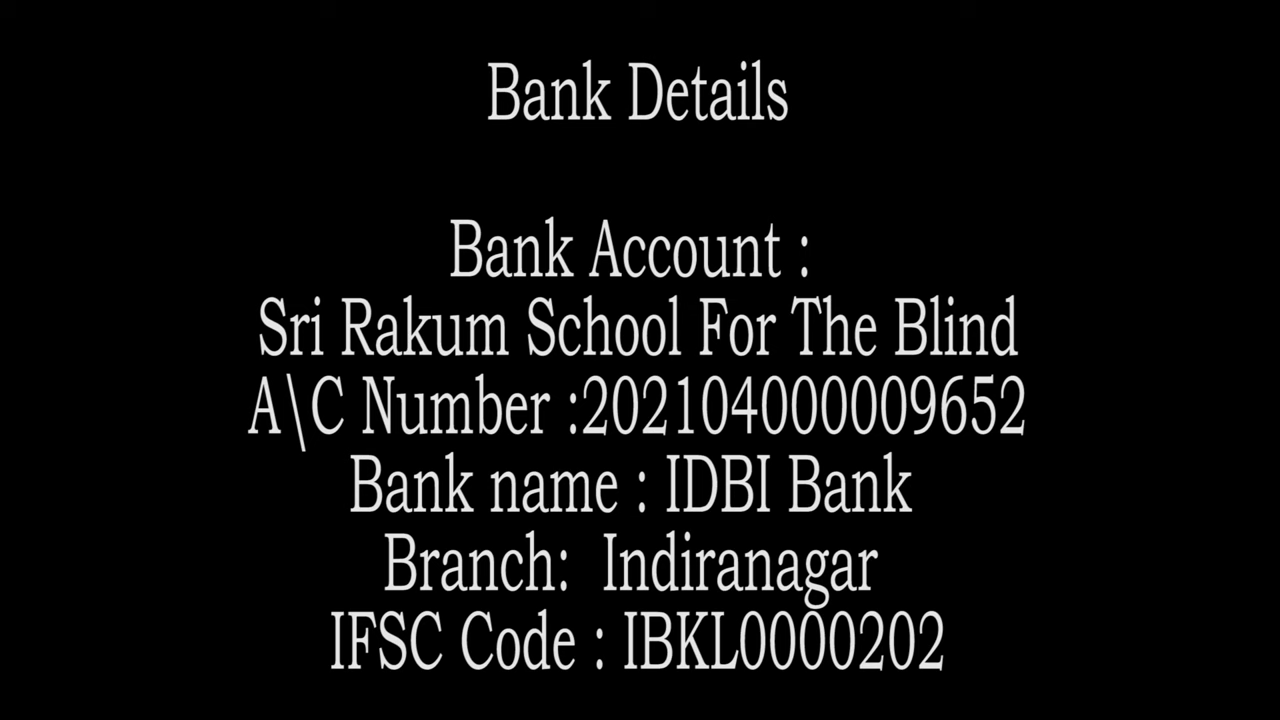 Bank Details
Bank Account :
Sri Rakum School For The Blind
A\C Number :202104000009652
Bank name : IDBI Bank
Branch: Indiranagar
IFSC Code : IBKL0000202